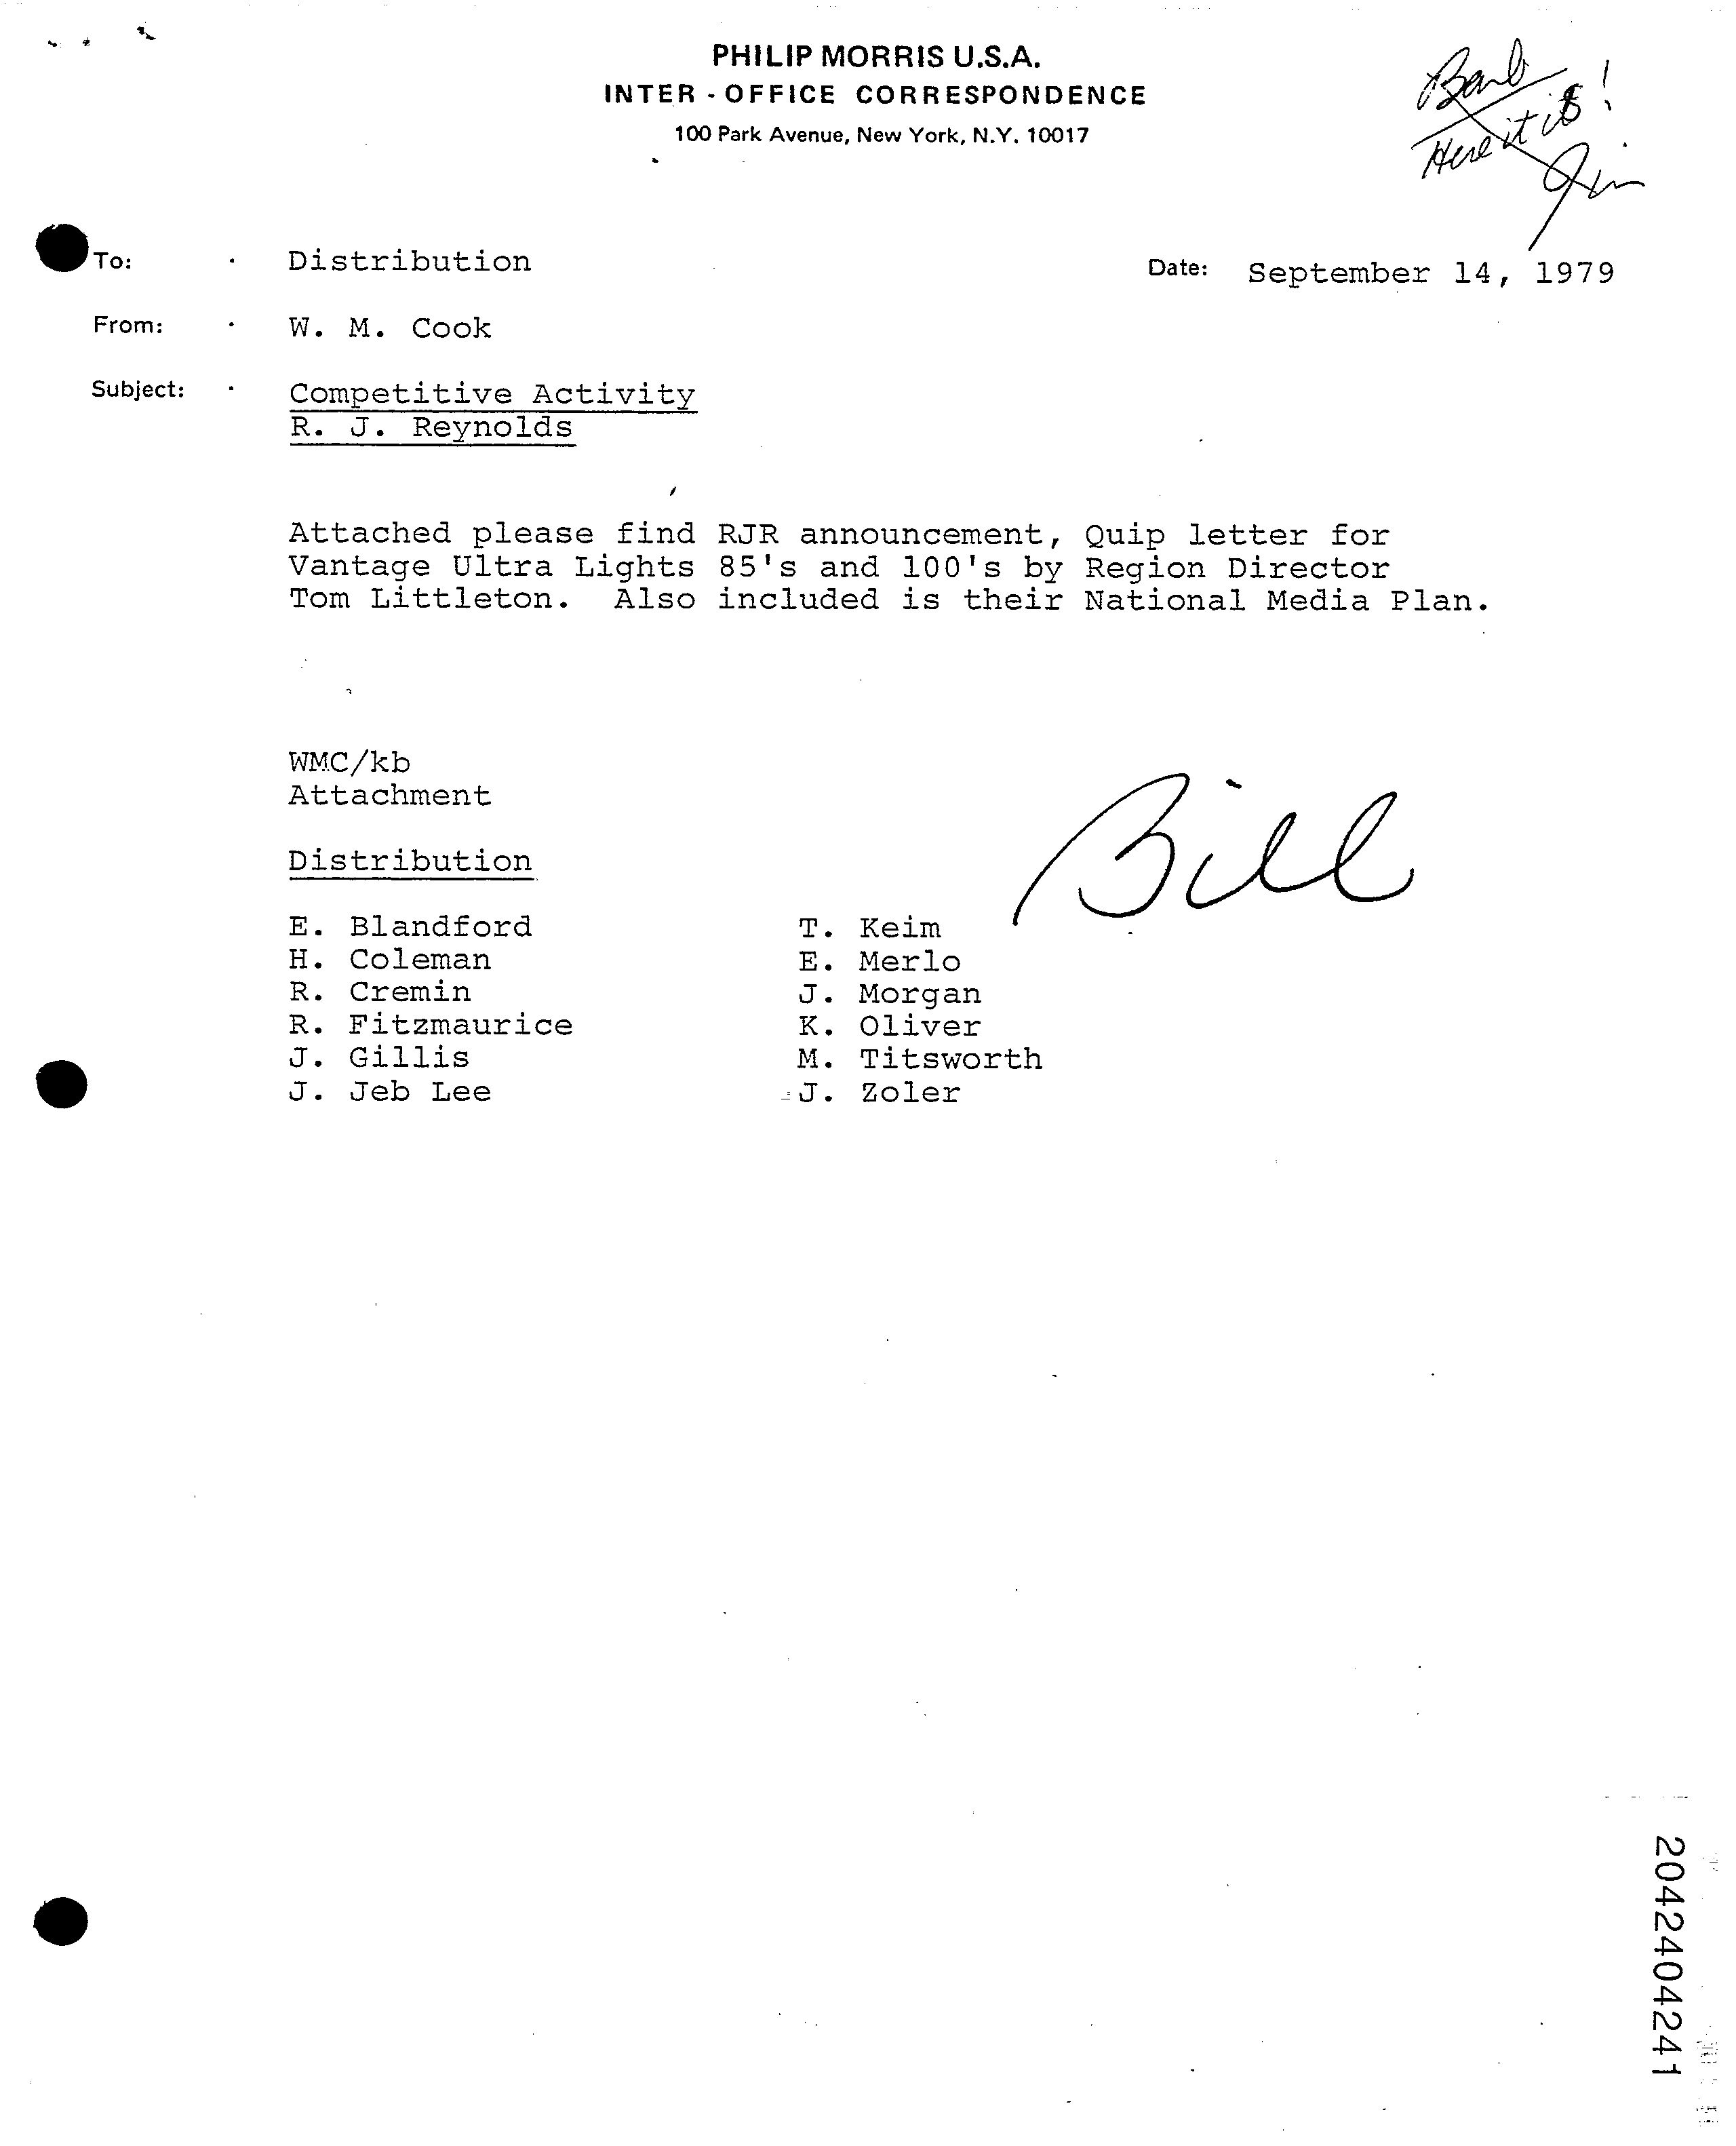 PHILIP MORRIS U.S.A.
INTER - OFFICE CORRESPONDENCE
100 Park Avenue, New York, N.Y. 10017
Barb
Here it is!
Jim
To: Distribution
Date: September 14, 1979
From: W. M. Cook
Subject: Competitive Activity
R. J. Reynolds
Attached please find RJR announcement, Quip letter for
Vantage Ultra Lights 85's and 100's by Region Director
Tom Littleton. Also included is their National Media Plan.
WMC/kb
Attachment
Bill
Distribution
E. Blandford
H. Coleman
R. Cremin
R. Fitzmaurice
J. Gillis
J. Jeb Lee
T. Keim
E. Merlo
J. Morgan
K. Oliver
M. Titsworth
J. Zoler
2042404241